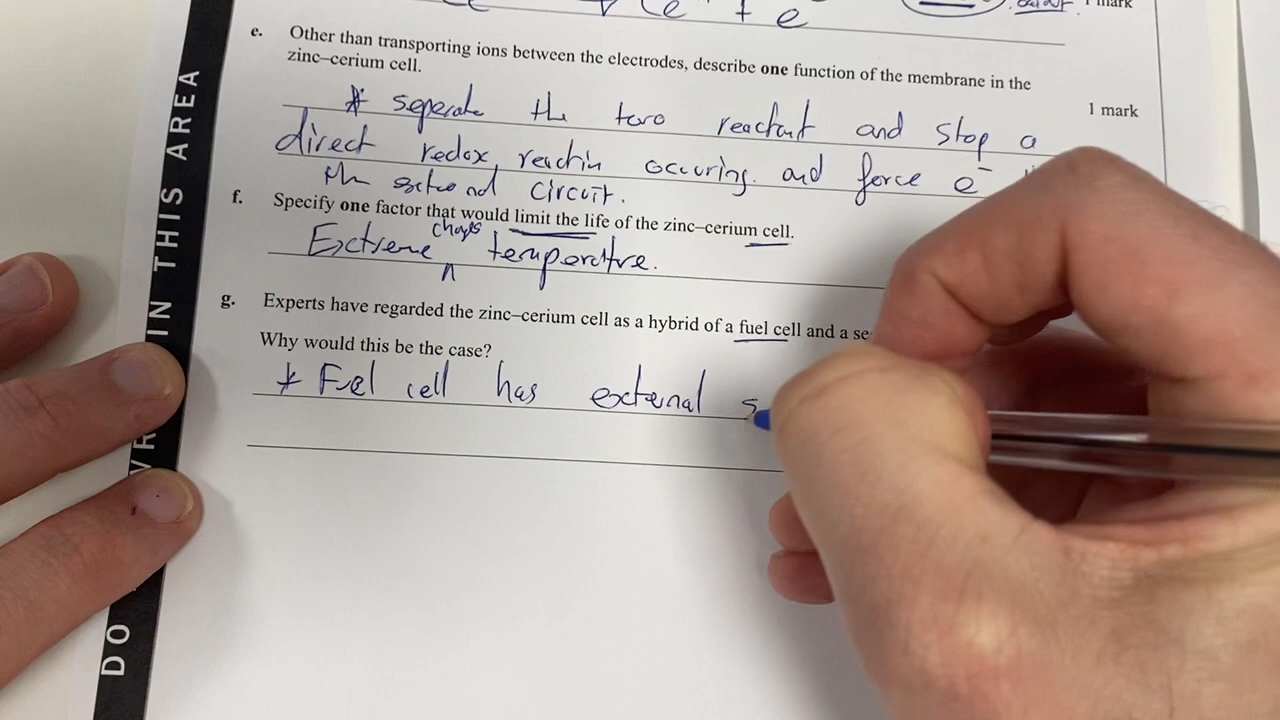 + e
1 mark
e. Other than transporting ions between the electrodes, describe one function of the membrane in the
zinc–cerium cell.
1 mark
* seperate the two reactant and stop a
direct redox reactin occuring. and force e⁻
circuit.
f. Specify one factor that would limit the life of the zinc–cerium cell.
Extreme temperature.
g. Experts have regarded the zinc–cerium cell as a hybrid of a fuel cell and a se
Why would this be the case?
* Fuel cell has external s
DO IN THIS AREA